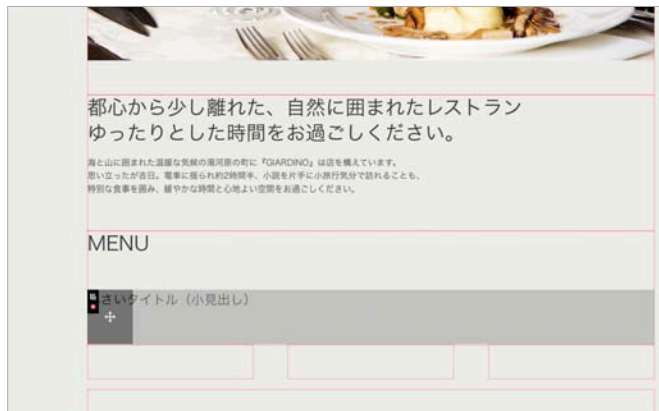 都心から少し離れた、自然に囲まれたレストラン
ゆったりとした時間をお過ごしください。
海と山に囲まれた温暖な気候の湯河原の町に『GIARDINO』は店を構えています。
思い立ったが吉日。電車に揺られ約2時間半、小説を片手に小旅行気分で訪れることも、
特別な食事を囲み、緩やかな時間と心地よい空間をお過ごしください。
MENU
さいタイトル（小見出し）